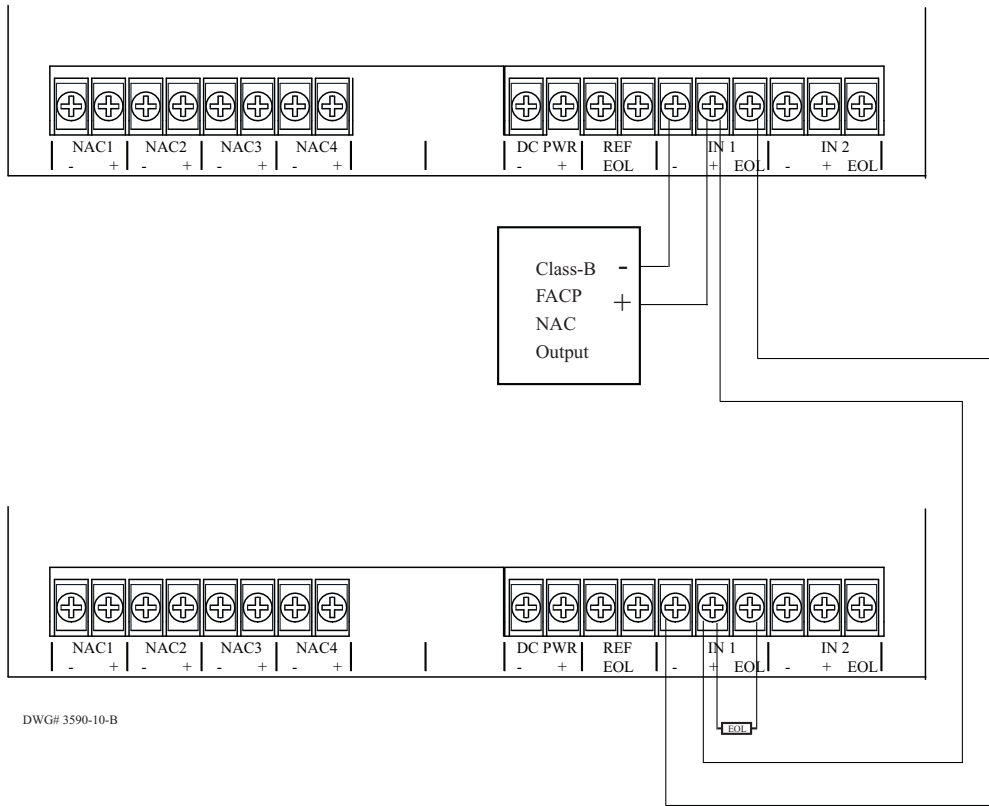 NAC1 NAC2 NAC3 NAC4 DC PWR REF IN 1 IN 2
- + - + - + - + - + EOL - + EOL - + EOL
Class-B -
FACP +
NAC
Output
NAC1 NAC2 NAC3 NAC4 DC PWR REF IN 1 IN 2
- + - + - + - + - + EOL - + EOL - + EOL
DWG# 3590-10-B
EOL